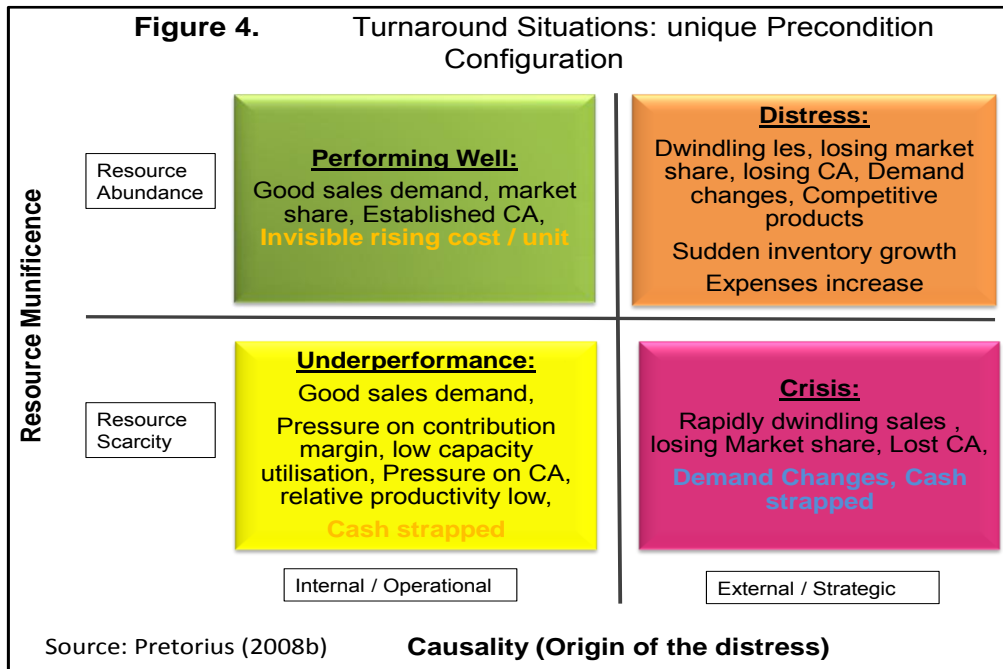 Figure 4. Turnaround Situations: unique Precondition
Configuration
Resource Munificence
Resource
Abundance
Performing Well:
Good sales demand, market
share, Established CA,
Invisible rising cost / unit
Distress:
Dwindling les, losing market
share, losing CA, Demand
changes, Competitive
products
Sudden inventory growth
Expenses increase
Resource
Scarcity
Underperformance:
Good sales demand,
Pressure on contribution
margin, low capacity
utilisation, Pressure on CA,
relative productivity low,
Cash strapped
Crisis:
Rapidly dwindling sales ,
losing Market share, Lost CA,
Demand Changes, Cash
strapped
Internal / Operational
External / Strategic
Source: Pretorius (2008b) Causality (Origin of the distress)